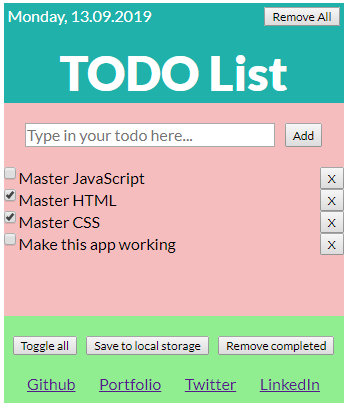 Monday, 13.09.2019 Remove All
TODO List
Type in your todo here... Add
Master JavaScript X
Master HTML X
Master CSS X
Make this app working X
Toggle all Save to local storage Remove completed
Github Portfolio Twitter LinkedIn